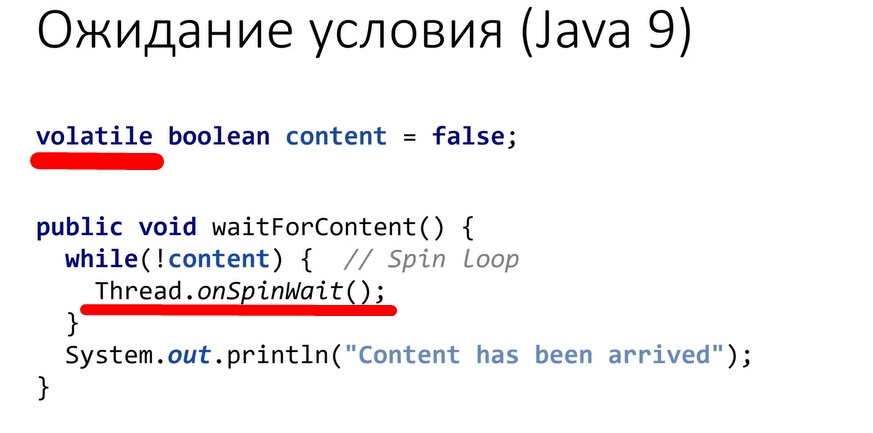 Ожидание условия (Java 9)
volatile boolean content = false;
public void waitForContent() {
while(!content) { // Spin loop
Thread.onSpinWait();
}
System.out.println("Content has been arrived");
}